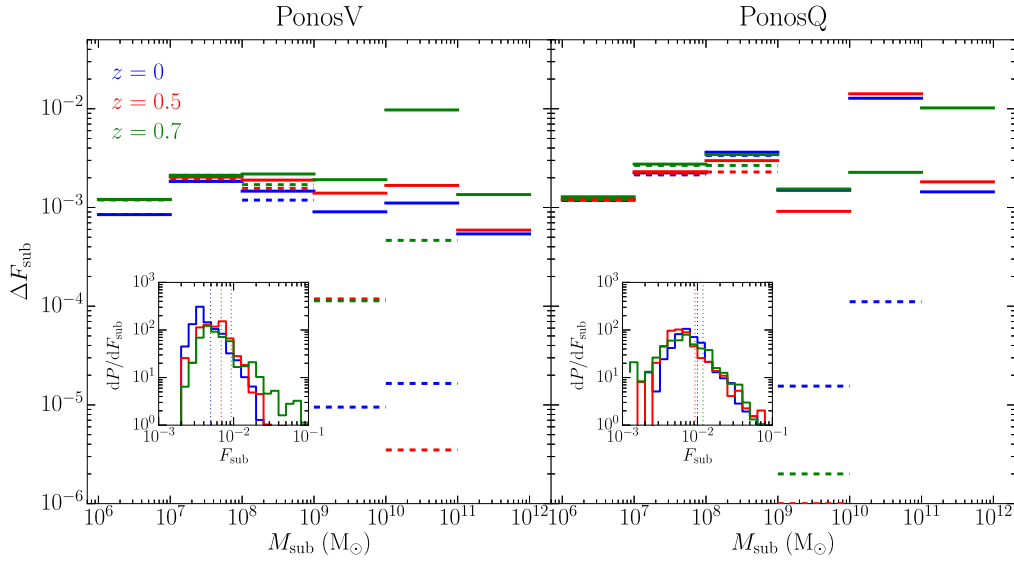 PonosV PonosQ
z = 0
z = 0.5
z = 0.7
ΔF_sub
10^-2
10^-3
10^-4
10^-5
10^-6
10^6 10^7 10^8 10^9 10^10 10^11 10^12
M_sub (M_⊙)
10^6 10^7 10^8 10^9 10^10 10^11 10^12
M_sub (M_⊙)
dP/dF_sub
10^3
10^2
10^1
10^0
10^-3 10^-2 10^-1
F_sub
dP/dF_sub
10^3
10^2
10^1
10^0
10^-3 10^-2 10^-1
F_sub